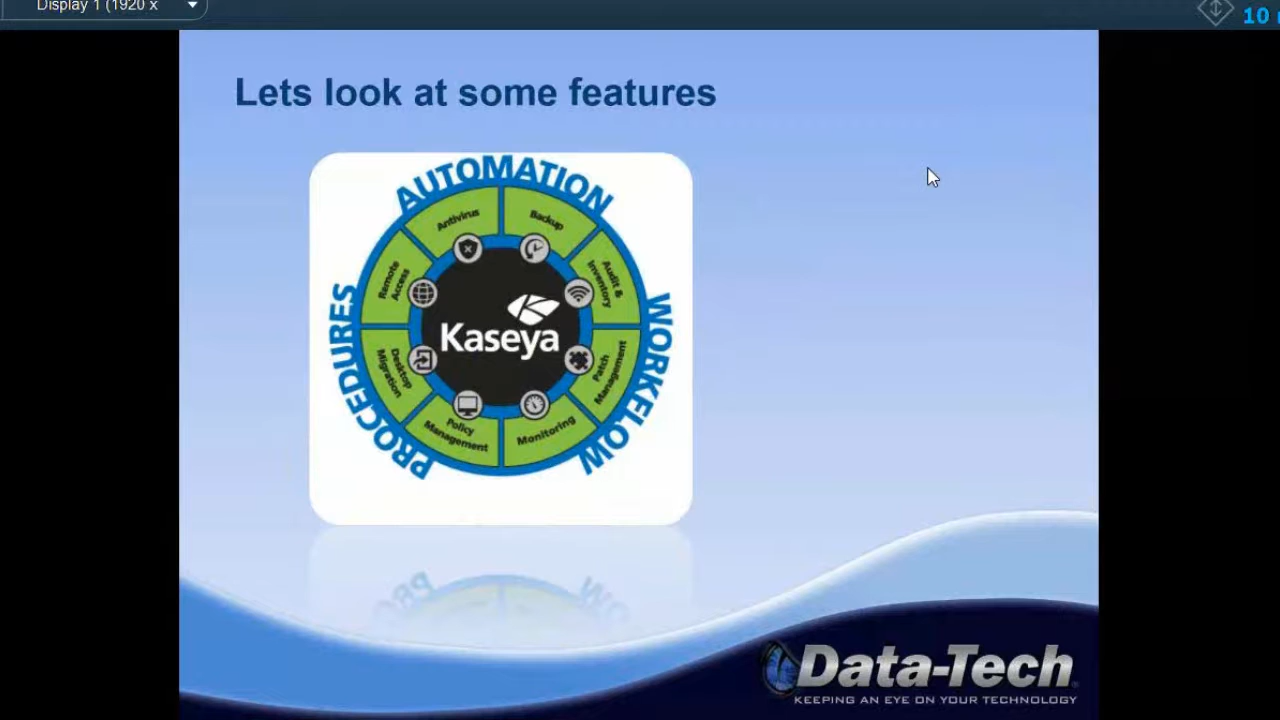 Display 1 (1920 x
10
Lets look at some features
AUTOMATION
WORKFLOW
PROCEDURES
Antivirus
Backup
Audit &
Inventory
Patch
Management
Monitoring
Policy
Management
Desktop
Migration
Remote
Access
Kaseya
Data-Tech
KEEPING AN EYE ON YOUR TECHNOLOGY